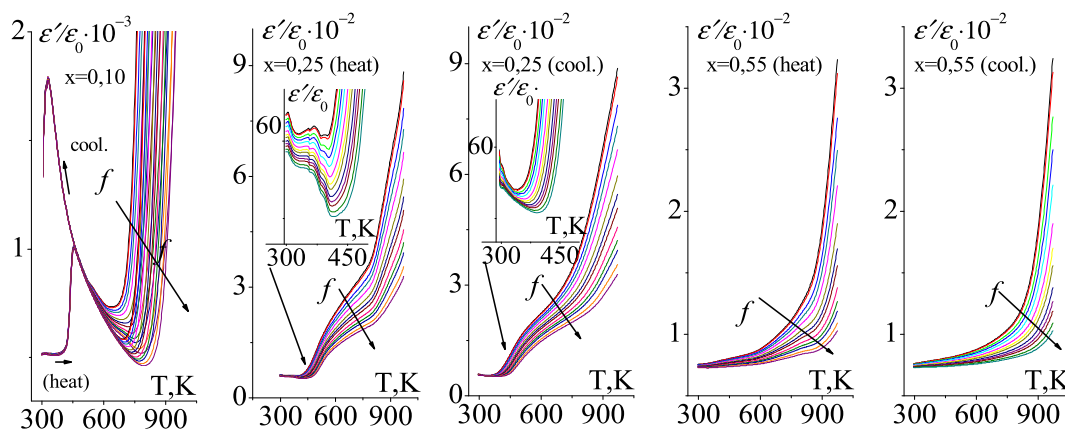 2
ε′/ε₀·10⁻³
x=0,10
cool.
f
1
f
(heat)
T,K
300 600 900
ε′/ε₀·10⁻²
9
x=0,25 (heat)
ε′/ε₀
60
T,K
300 450
6
3
f
T,K
0
300 600 900
ε′/ε₀·10⁻²
9
x=0,25 (cool.)
ε′/ε₀·
60
T,K
300 450
6
3
f
T,K
0
300 600 900
ε′/ε₀·10⁻²
3
x=0,55 (heat)
2
f
1
T,K
300 600 900
ε′/ε₀·10⁻²
3
x=0,55 (cool.)
2
f
1
T,K
300 600 900